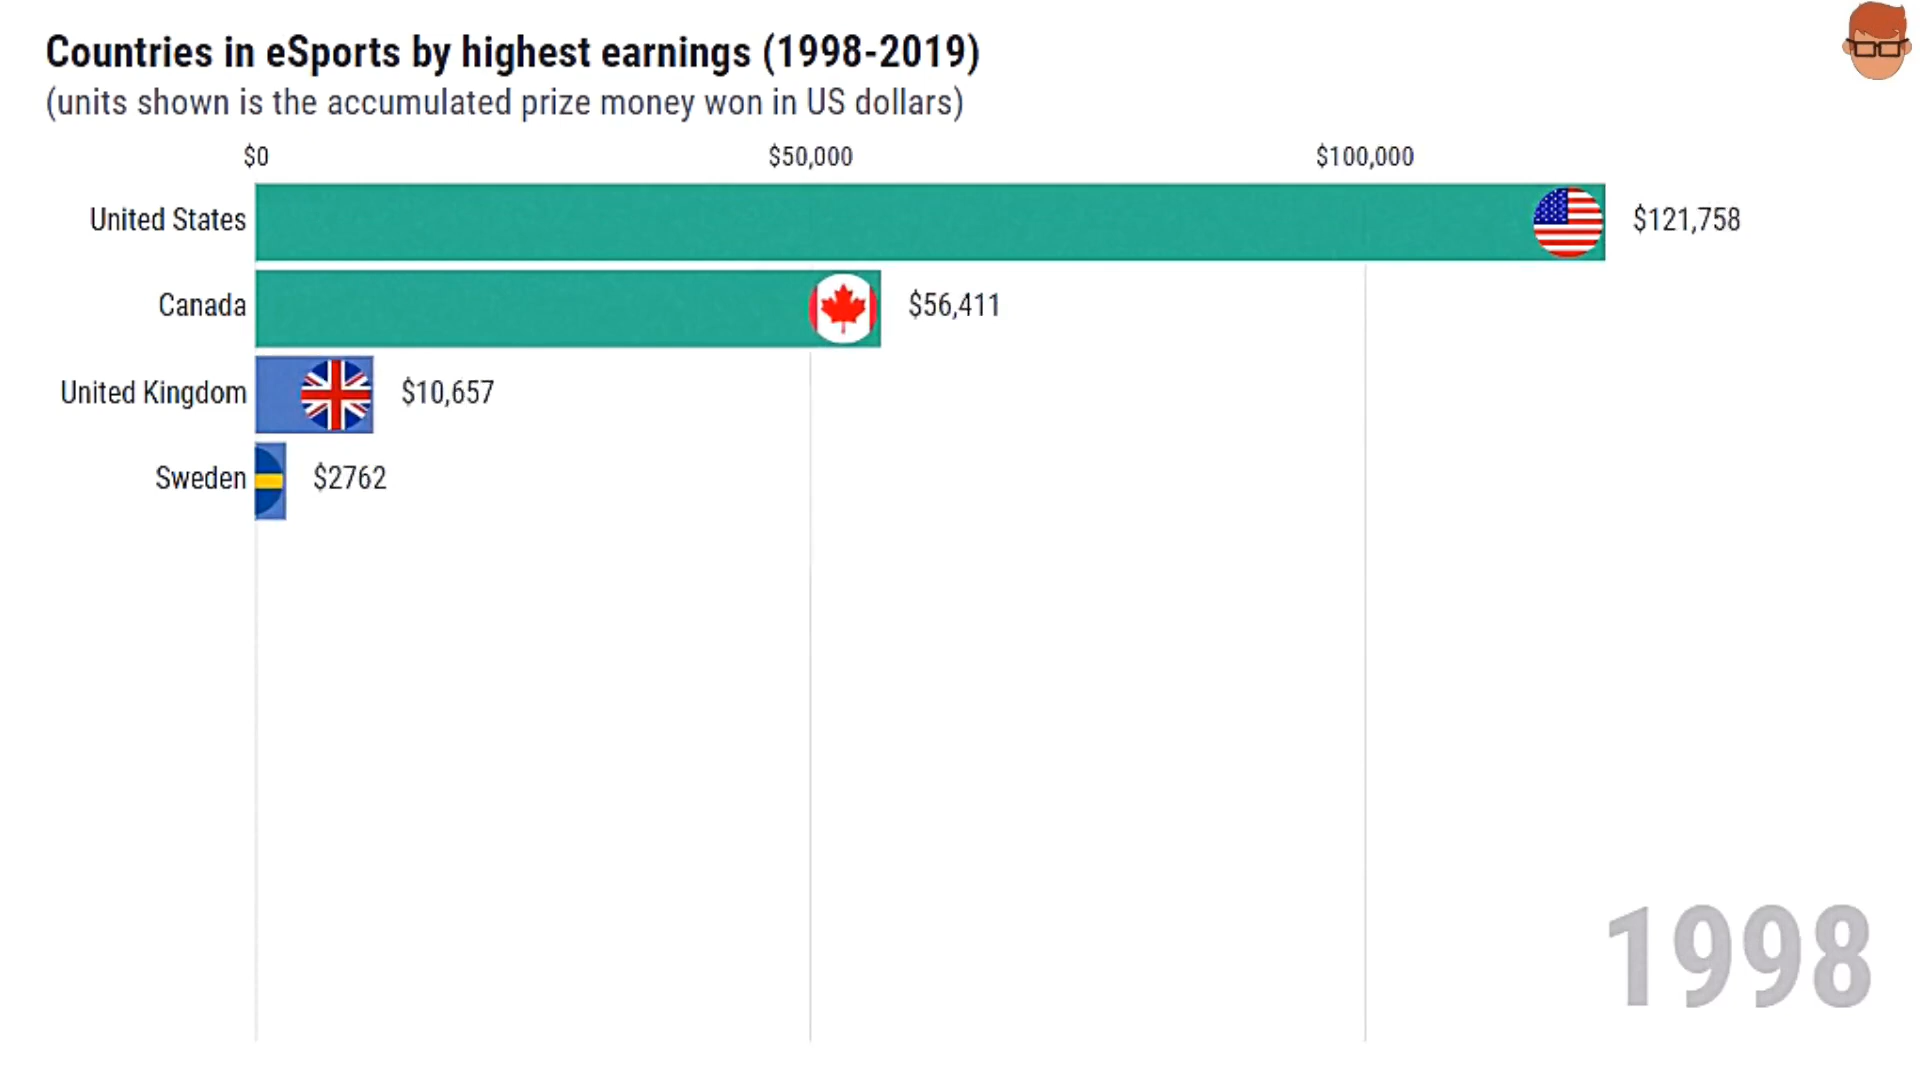 Countries in eSports by highest earnings (1998-2019)
(units shown is the accumulated prize money won in US dollars)
$0 $50,000 $100,000
United States $121,758
Canada $56,411
United Kingdom $10,657
Sweden $2762
1998